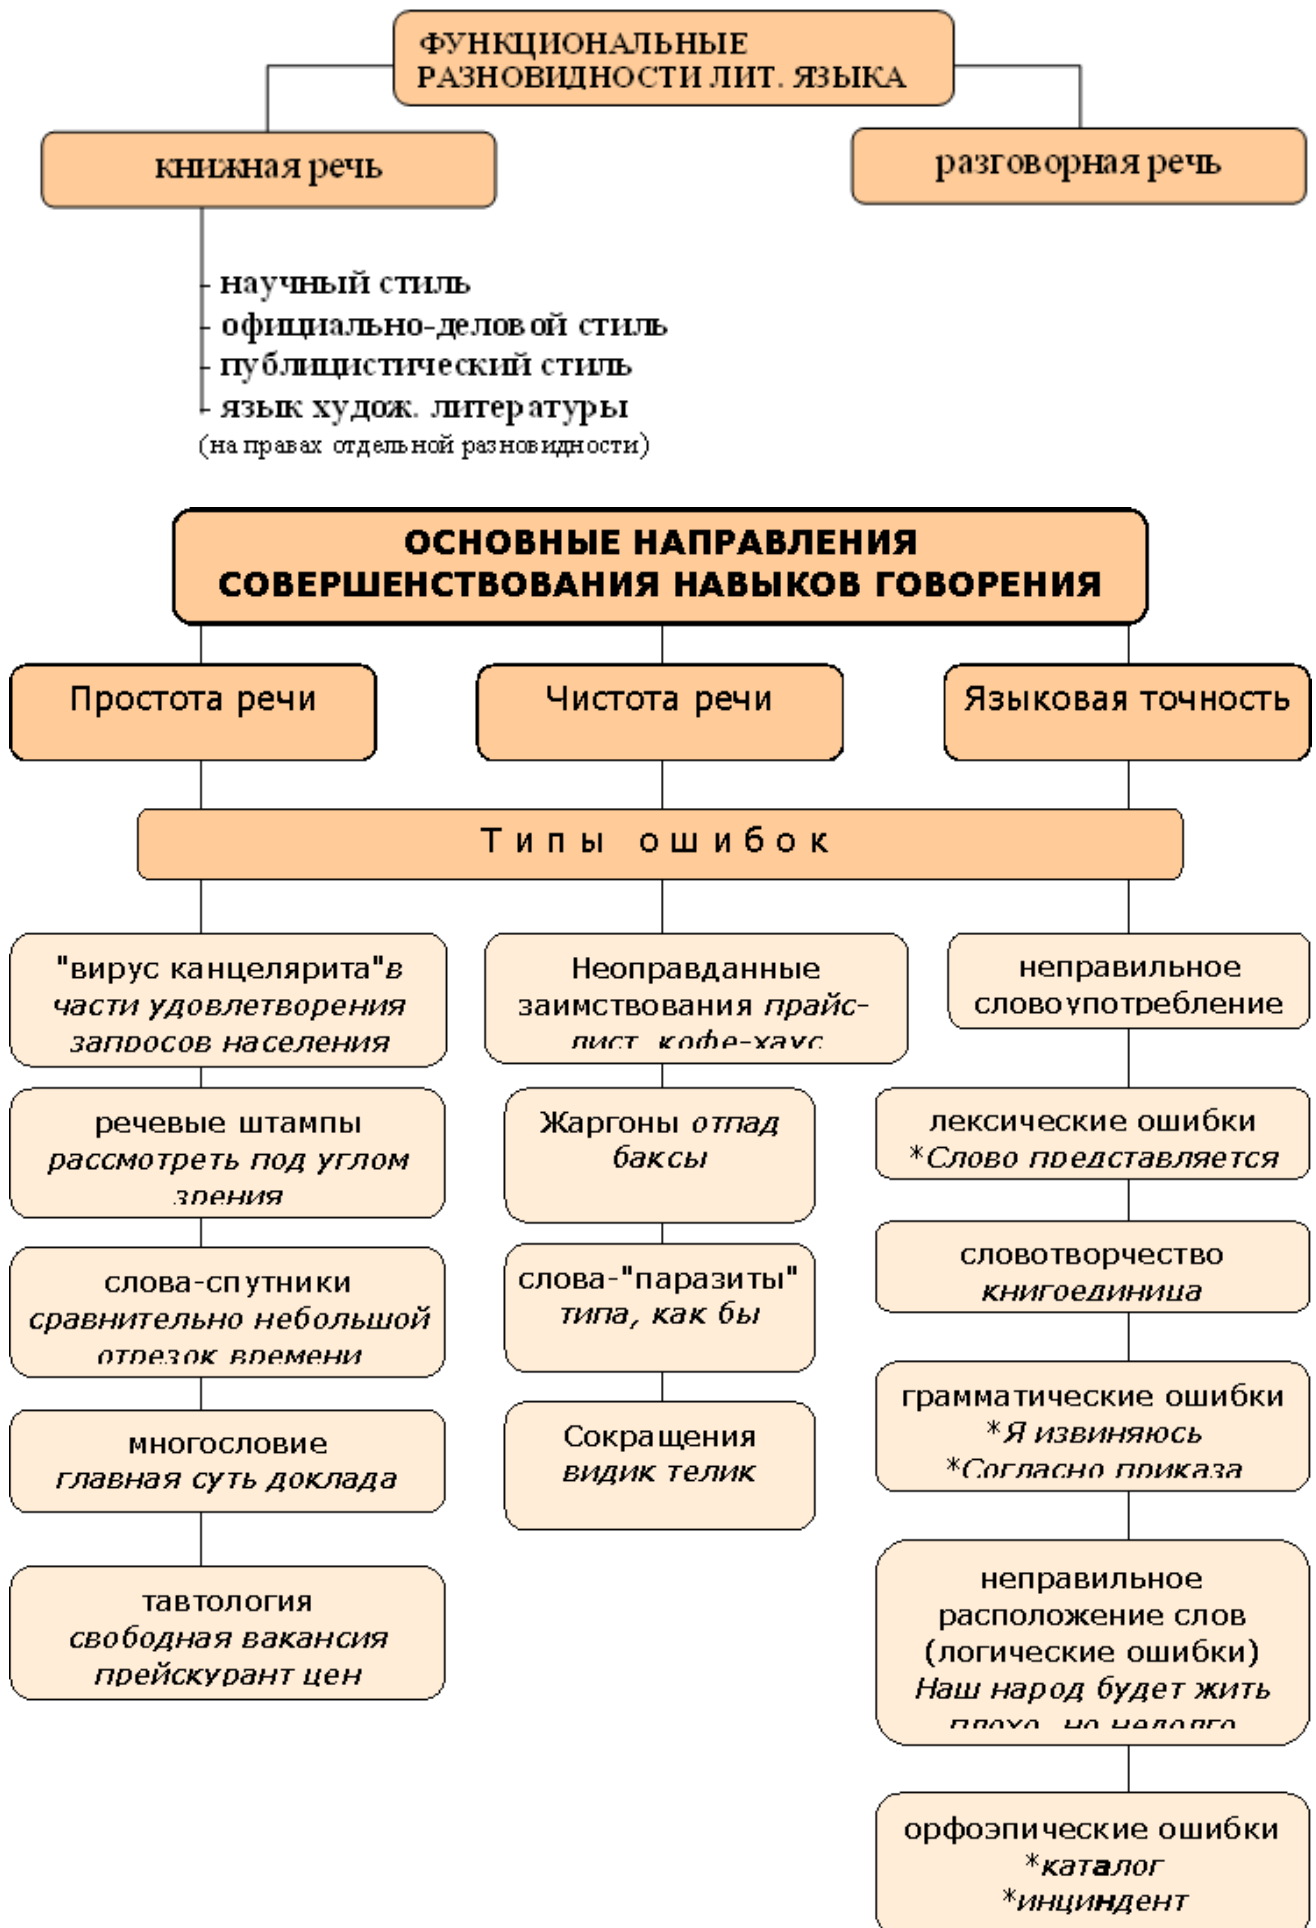 ФУНКЦИОНАЛЬНЫЕ
РАЗНОВИДНОСТИ ЛИТ. ЯЗЫКА
книжная речь
разговорная речь
- научный стиль
- официально-деловой стиль
- публицистический стиль
- язык худож. литературы
(на правах отдельной разновидности)
ОСНОВНЫЕ НАПРАВЛЕНИЯ
СОВЕРШЕНСТВОВАНИЯ НАВЫКОВ ГОВОРЕНИЯ
Простота речи
Чистота речи
Языковая точность
Типы ошибок
"вирус канцелярита"в
части удовлетворения
запросов населения
речевые штампы
рассмотреть под углом
зрения
слова-спутники
сравнительно небольшой
отрезок времени
многословие
главная суть доклада
тавтология
свободная вакансия
прейскурант цен
Неоправданные
заимствования прайс-
лист, кофе-хаус
Жаргоны отпад
баксы
слова-"паразиты"
типа, как бы
Сокращения
видик телик
неправильное
словоупотребление
лексические ошибки
*Слово представляется
словотворчество
книгоединица
грамматические ошибки
*Я извиняюсь
*Согласно приказа
неправильное
расположение слов
(логические ошибки)
Наш народ будет жить
плохо, но недолго
орфоэпические ошибки
*каталог
*инциндент